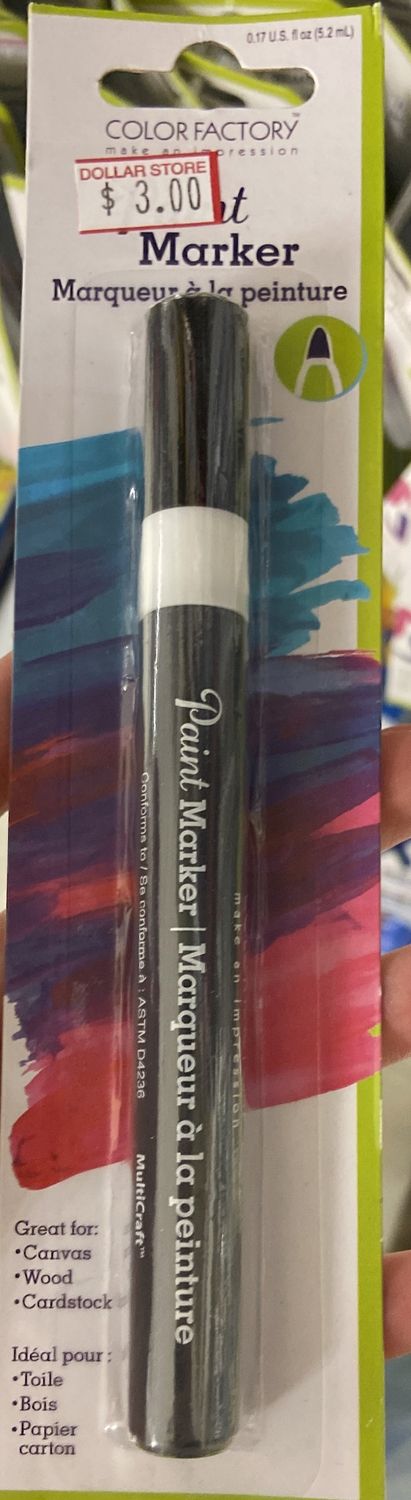 0.17 U.S. fl oz (5.2 mL)
COLOR FACTORY™
make an impression
DOLLAR STORE
$ 3.00
Marker
Marqueur à la peinture
Paint Marker | Marqueur à la peinture
make an impression
Conforms to / Se conforme à : ASTM D4236
MultiCraft™
Great for:
•Canvas
•Wood
•Cardstock
Idéal pour :
•Toile
•Bois
•Papier
carton